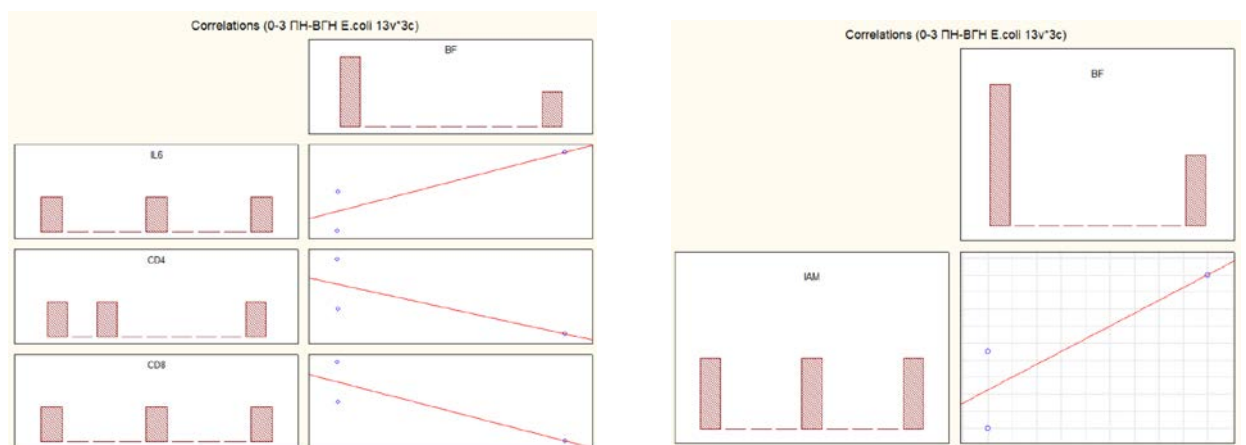 Correlations (0-3 ПН-ВГН E.coli 13v*3c)
BF
IL6
CD4
CD8
Correlations (0-3 ПН-ВГН E.coli 13v*3c)
BF
IAM